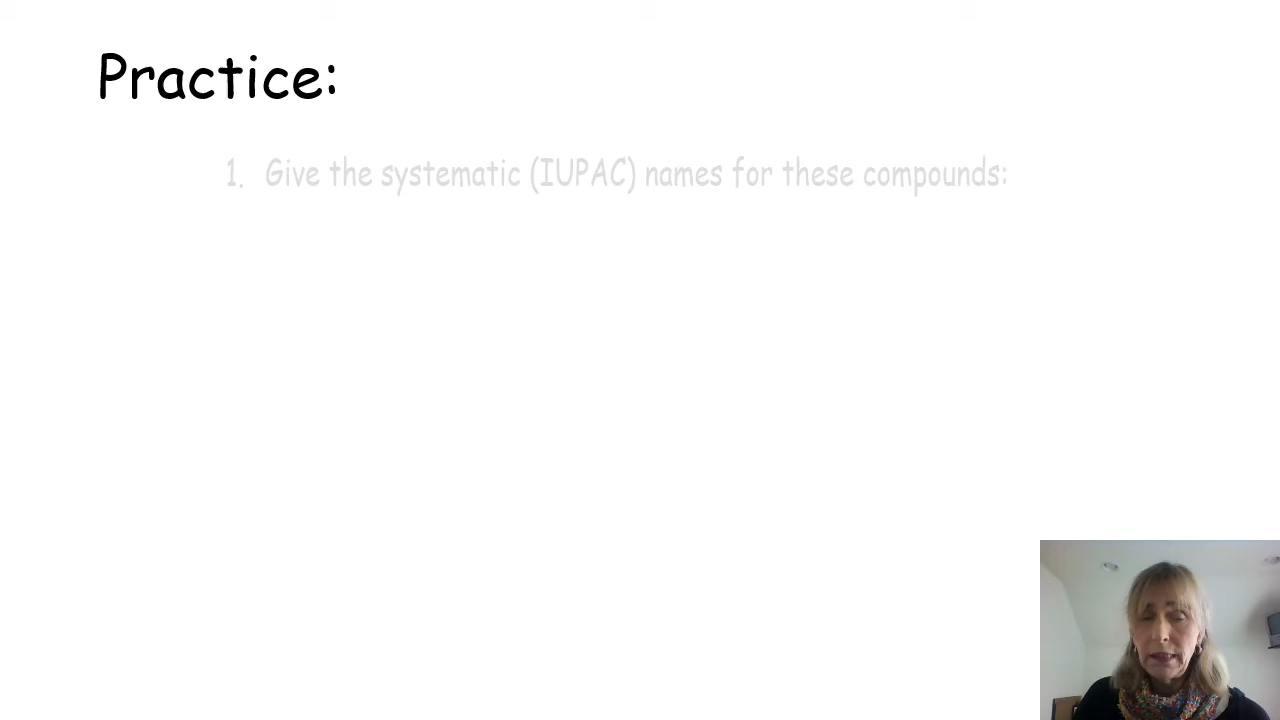 Practice:
1. Give the systematic (IUPAC) names for these compounds: